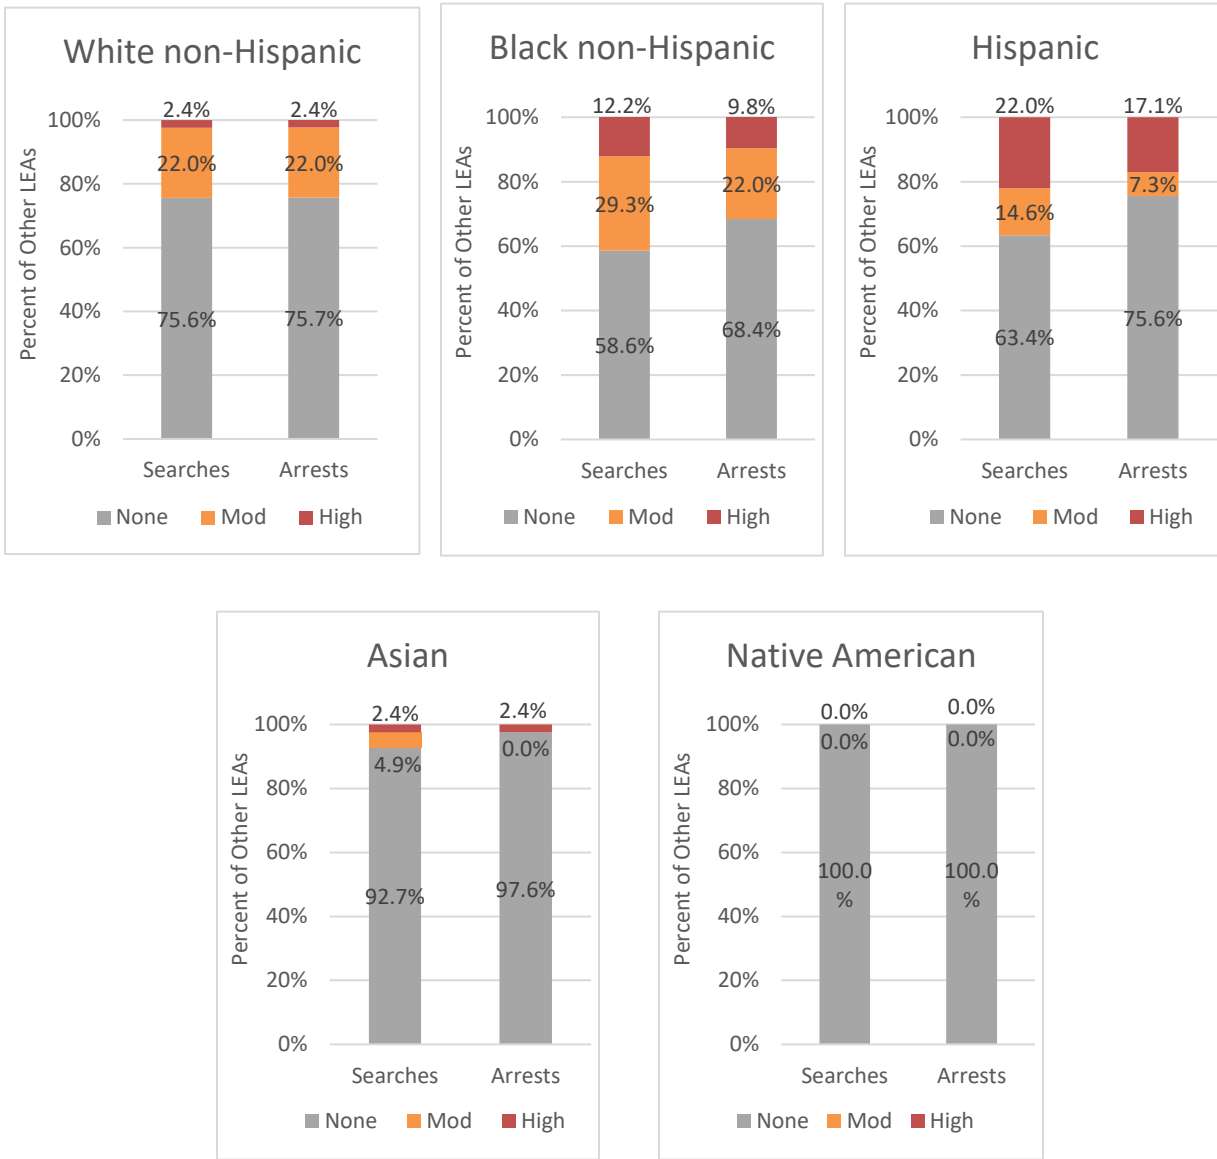 White non-Hispanic
2.4% 2.4%
100%
22.0% 22.0%
80%
60%
40%
75.6% 75.7%
20%
0%
Percent of Other LEAs
Searches Arrests
None Mod High
Black non-Hispanic
12.2% 9.8%
100%
22.0%
80%
29.3%
60%
68.4%
40%
58.6%
20%
0%
Percent of Other LEAs
Searches Arrests
None Mod High
Hispanic
22.0% 17.1%
100%
7.3%
80%
14.6%
60%
75.6%
40%
63.4%
20%
0%
Percent of Other LEAs
Searches Arrests
None Mod High
Asian
2.4% 2.4%
100%
0.0%
4.9%
80%
60%
92.7% 97.6%
40%
20%
0%
Percent of Other LEAs
Searches Arrests
None Mod High
Native American
0.0% 0.0%
100%
0.0% 0.0%
80%
60%
100.0 100.0
% %
40%
20%
0%
Percent of Other LEAs
Searches Arrests
None Mod High